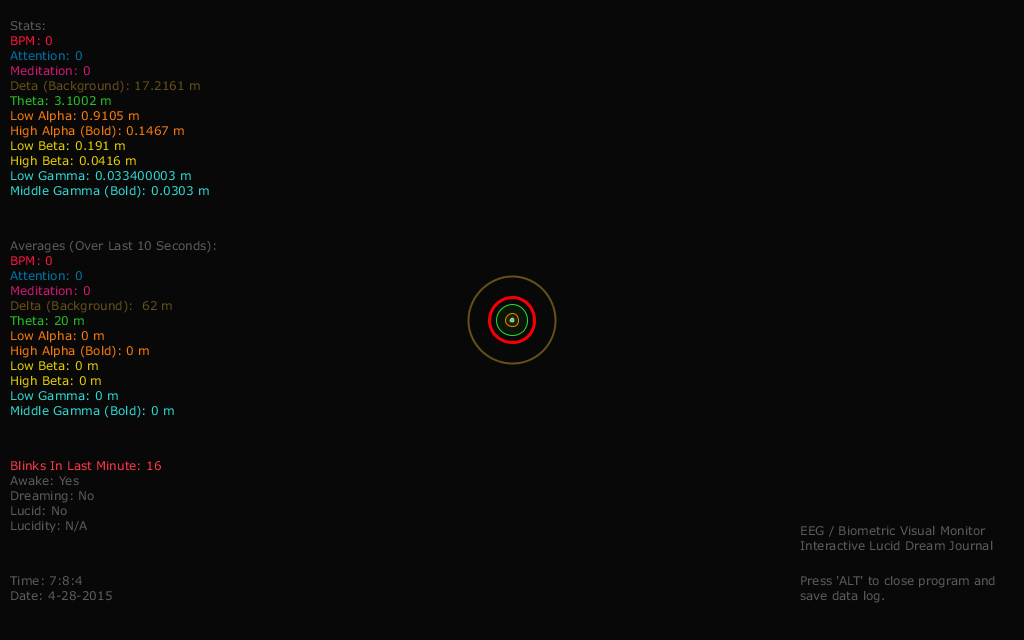 Stats:
BPM: 0
Attention: 0
Meditation: 0
Deta (Background): 17.2161 m
Theta: 3.1002 m
Low Alpha: 0.9105 m
High Alpha (Bold): 0.1467 m
Low Beta: 0.191 m
High Beta: 0.0416 m
Low Gamma: 0.033400003 m
Middle Gamma (Bold): 0.0303 m
Averages (Over Last 10 Seconds):
BPM: 0
Attention: 0
Meditation: 0
Delta (Background):  62 m
Theta: 20 m
Low Alpha: 0 m
High Alpha (Bold): 0 m
Low Beta: 0 m
High Beta: 0 m
Low Gamma: 0 m
Middle Gamma (Bold): 0 m
Blinks In Last Minute: 16
Awake: Yes
Dreaming: No
Lucid: No
Lucidity: N/A
Time: 7:8:4
Date: 4-28-2015
EEG / Biometric Visual Monitor
Interactive Lucid Dream Journal
Press 'ALT' to close program and
save data log.